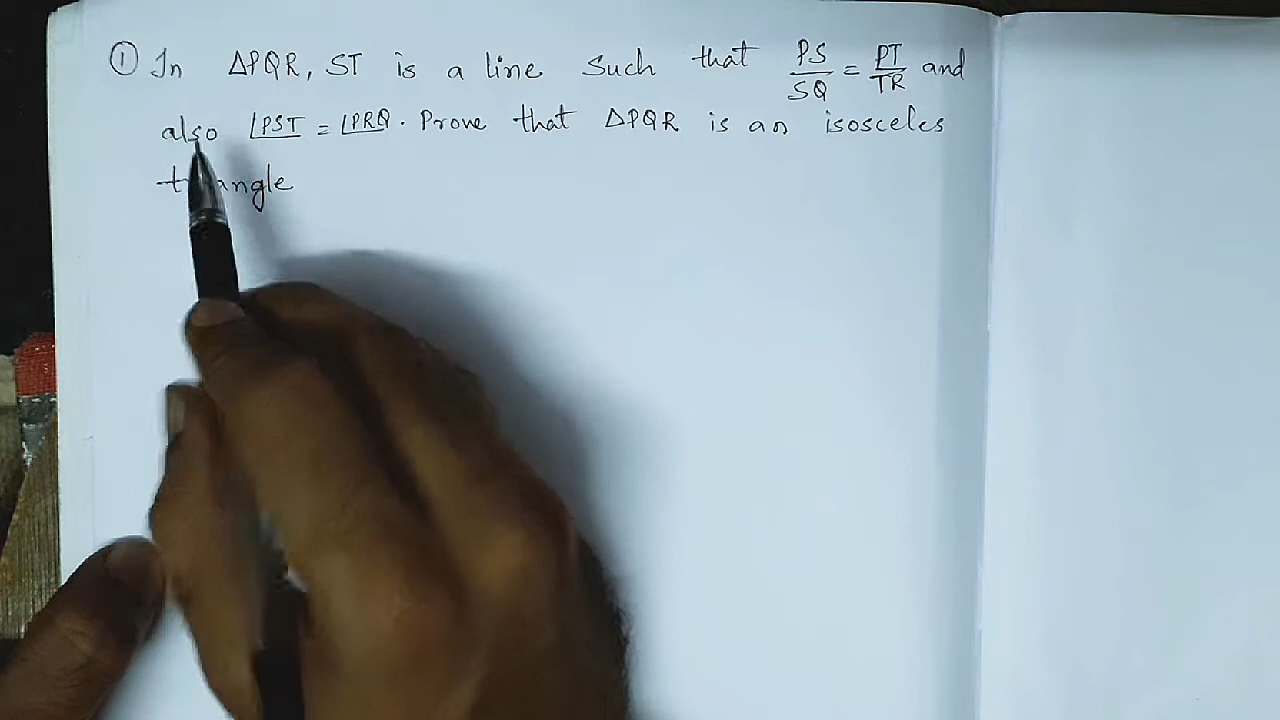 ① In ΔPQR, ST is a line such that PS/SQ = PT/TR and
also ∠PST = ∠PRQ. Prove that ΔPQR is an isosceles
triangle